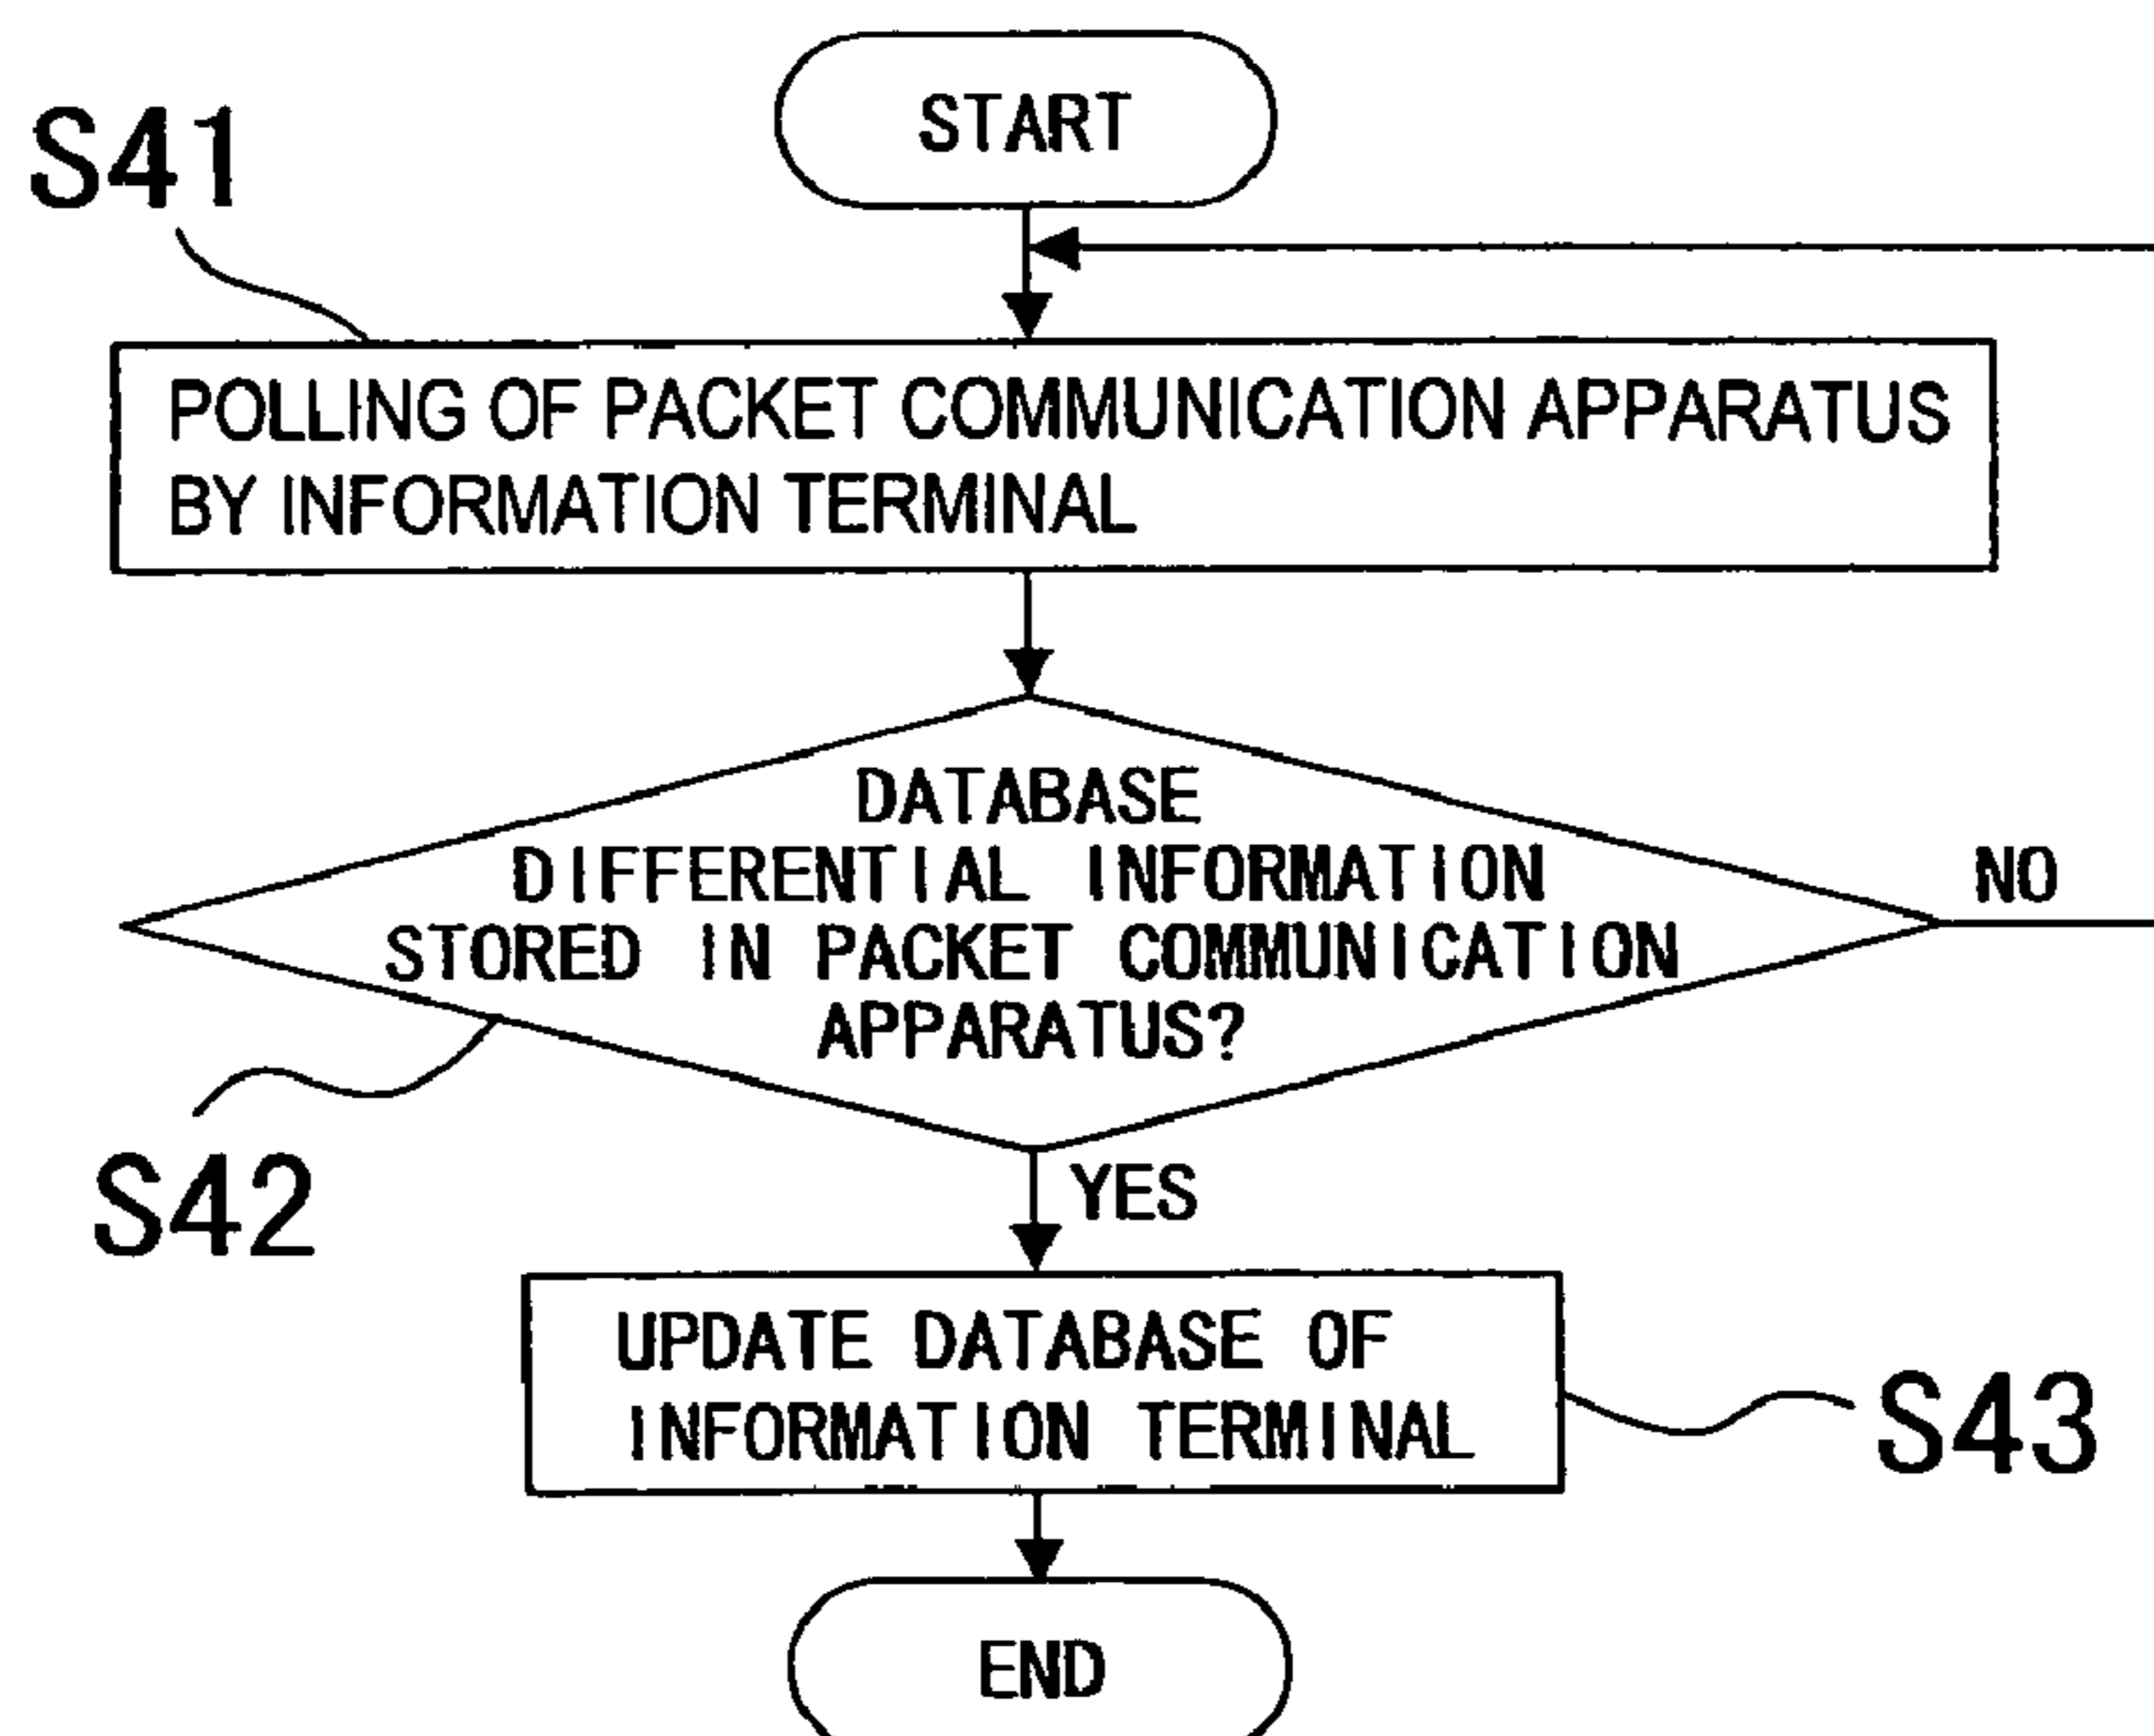 START
S41
POLLING OF PACKET COMMUNICATION APPARATUS
BY INFORMATION TERMINAL
DATABASE
DIFFERENTIAL INFORMATION
STORED IN PACKET COMMUNICATION
APPARATUS?
NO
S42
YES
UPDATE DATABASE OF
INFORMATION TERMINAL
S43
END